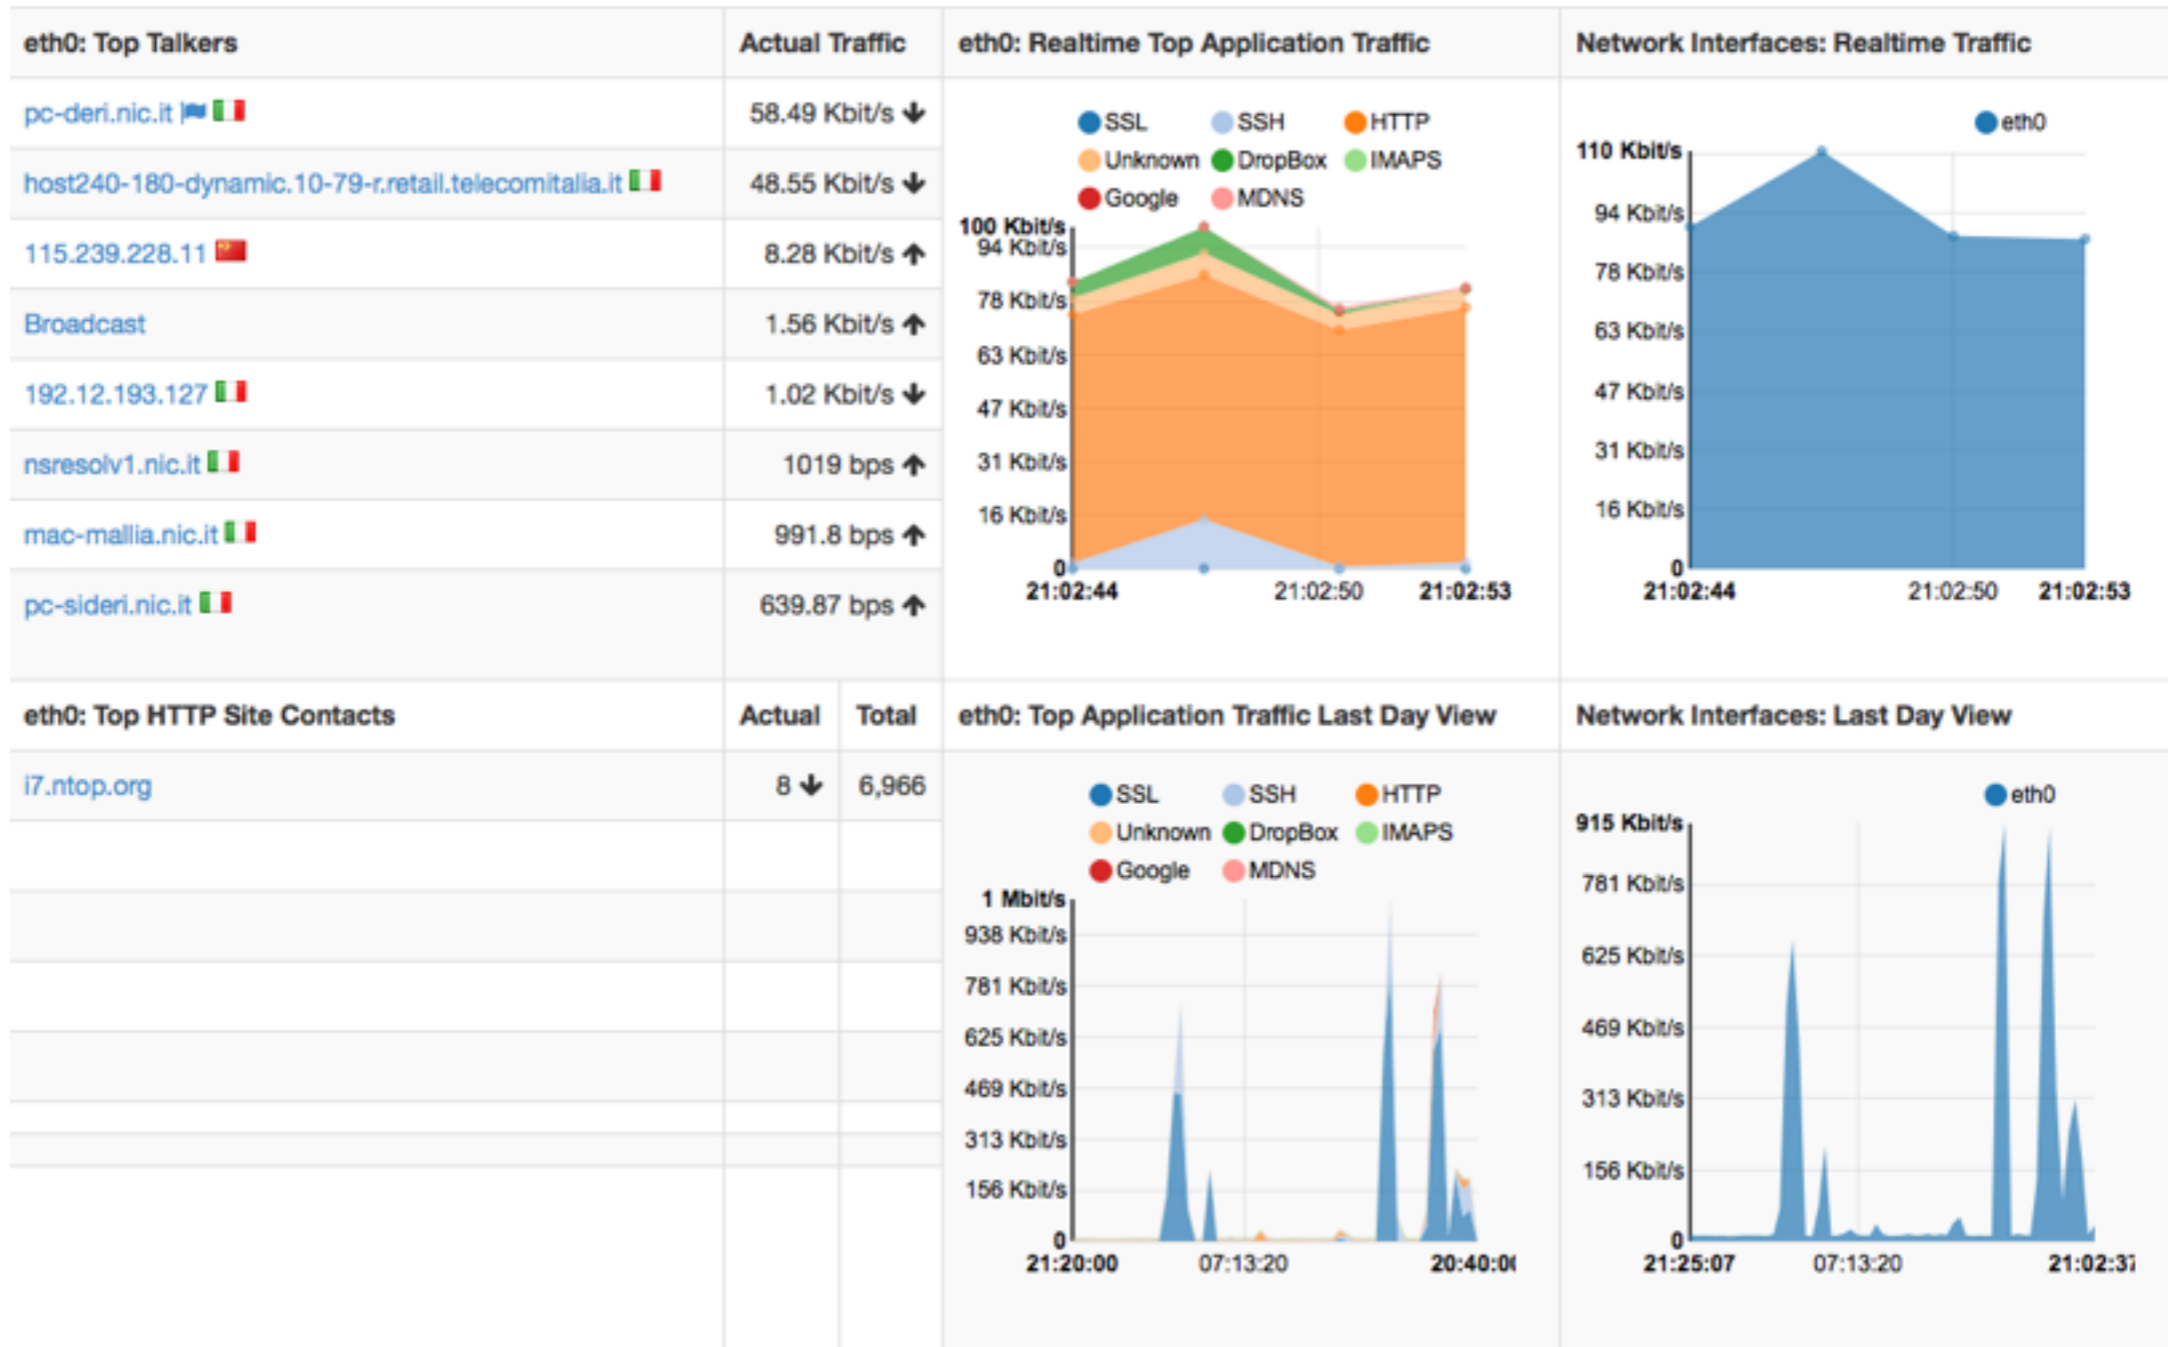 eth0: Top Talkers
Actual Traffic
pc-deri.nic.it
58.49 Kbit/s
host240-180-dynamic.10-79-r.retail.telecomitalia.it
48.55 Kbit/s
115.239.228.11
8.28 Kbit/s
Broadcast
1.56 Kbit/s
192.12.193.127
1.02 Kbit/s
nsresolv1.nic.it
1019 bps
mac-mallia.nic.it
991.8 bps
pc-sideri.nic.it
639.87 bps
eth0: Realtime Top Application Traffic
SSL SSH HTTP
Unknown DropBox IMAPS
Google MDNS
100 Kbit/s
94 Kbit/s
78 Kbit/s
63 Kbit/s
47 Kbit/s
31 Kbit/s
16 Kbit/s
0
21:02:44 21:02:50 21:02:53
Network Interfaces: Realtime Traffic
eth0
110 Kbit/s
94 Kbit/s
78 Kbit/s
63 Kbit/s
47 Kbit/s
31 Kbit/s
16 Kbit/s
0
21:02:44 21:02:50 21:02:53
eth0: Top HTTP Site Contacts
Actual
Total
i7.ntop.org
8
6,966
eth0: Top Application Traffic Last Day View
SSL SSH HTTP
Unknown DropBox IMAPS
Google MDNS
1 Mbit/s
938 Kbit/s
781 Kbit/s
625 Kbit/s
469 Kbit/s
313 Kbit/s
156 Kbit/s
0
21:20:00 07:13:20 20:40:00
Network Interfaces: Last Day View
eth0
915 Kbit/s
781 Kbit/s
625 Kbit/s
469 Kbit/s
313 Kbit/s
156 Kbit/s
0
21:25:07 07:13:20 21:02:37